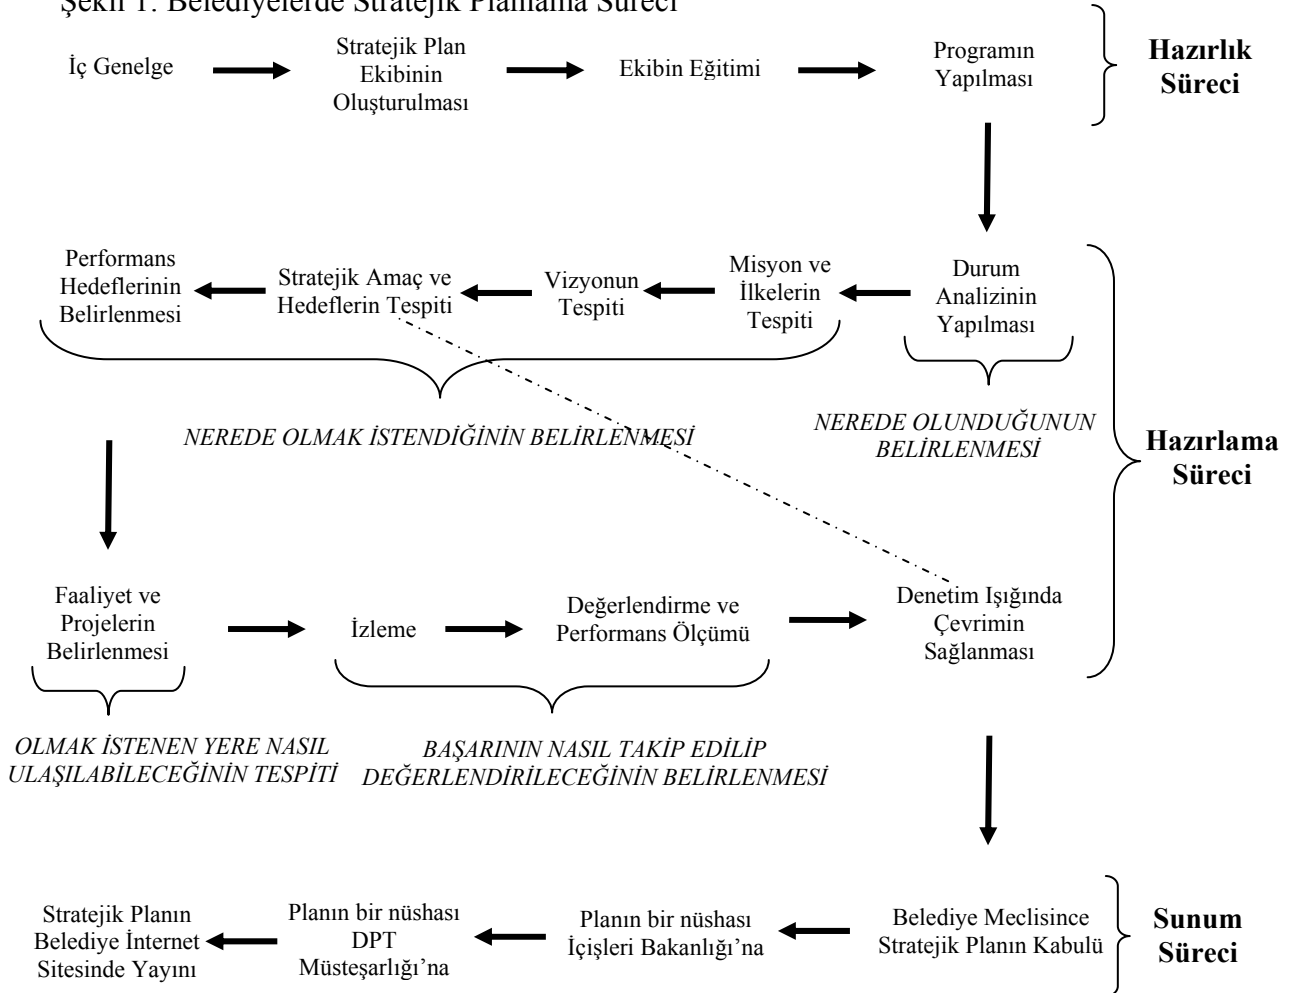 Şekil 1: Belediyelerde Stratejik Planlama Süreci
İç Genelge
Stratejik Plan
Ekibinin
Oluşturulması
Ekibin Eğitimi
Programın
Yapılması
Hazırlık
Süreci
Performans
Hedeflerinin
Belirlenmesi
Stratejik Amaç ve
Hedeflerin Tespiti
Vizyonun
Tespiti
Misyon ve
İlkelerin
Tespiti
Durum
Analizinin
Yapılması
NEREDE OLMAK İSTENDİĞİNİN BELİRLENMESİ
NEREDE OLUNDUĞUNUN
BELİRLENMESİ
Hazırlama
Süreci
Faaliyet ve
Projelerin
Belirlenmesi
İzleme
Değerlendirme ve
Performans Ölçümü
Denetim Işığında
Çevrimin
Sağlanması
OLMAK İSTENEN YERE NASIL
ULAŞILABİLECEĞİNİN TESPİTİ
BAŞARININ NASIL TAKİP EDİLİP
DEĞERLENDİRİLECEĞİNİN BELİRLENMESİ
Stratejik Planın
Belediye İnternet
Sitesinde Yayını
Planın bir nüshası
DPT
Müsteşarlığı’na
Planın bir nüshası
İçişleri Bakanlığı’na
Belediye Meclisince
Stratejik Planın Kabulü
Sunum
Süreci